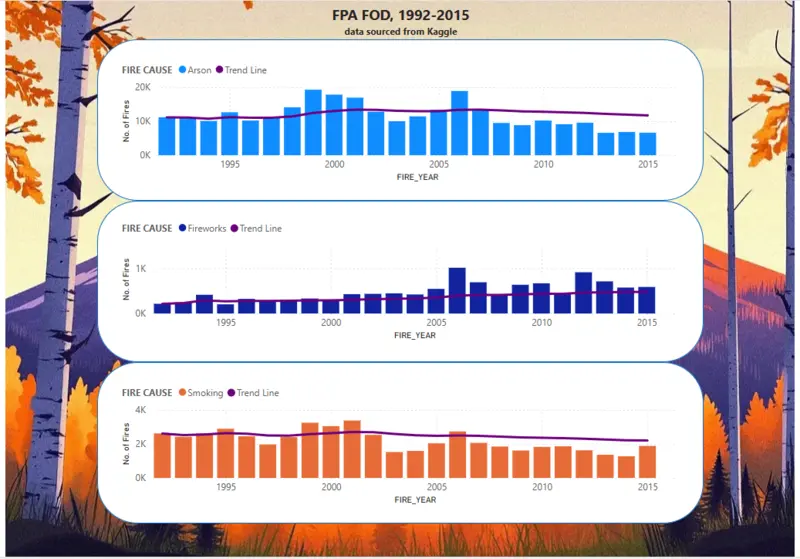 FPA FOD, 1992-2015
data sourced from Kaggle
FIRE CAUSE Arson Trend Line
No. of Fires
20K
10K
0K
1995 2000 2005 2010 2015
FIRE_YEAR
FIRE CAUSE Fireworks Trend Line
No. of Fires
1K
0K
1995 2000 2005 2010 2015
FIRE_YEAR
FIRE CAUSE Smoking Trend Line
No. of Fires
4K
2K
0K
1995 2000 2005 2010 2015
FIRE_YEAR